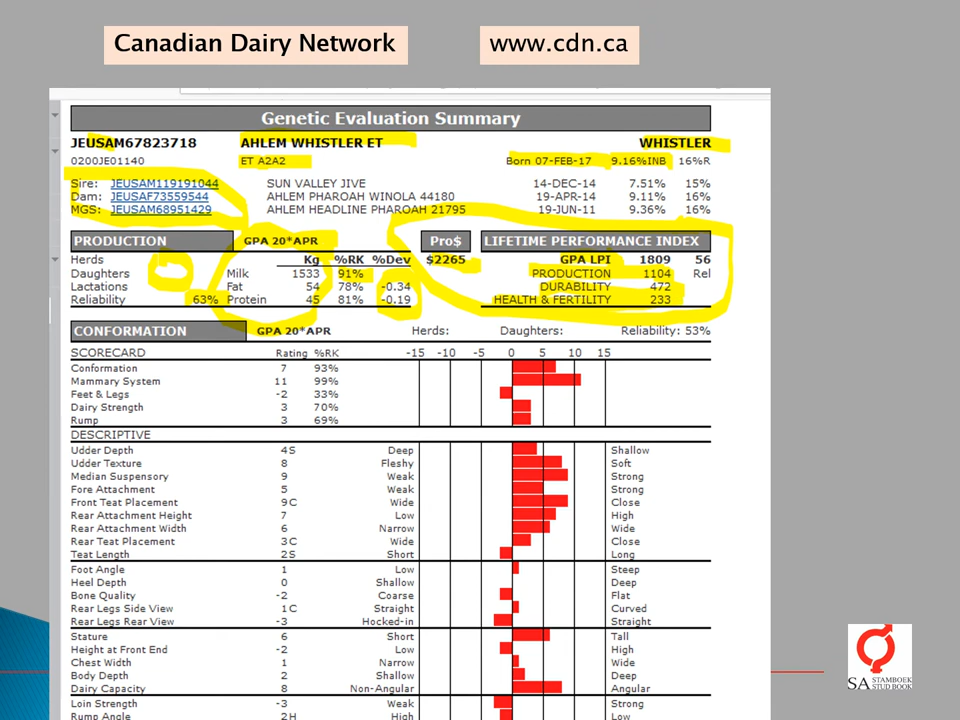 Canadian Dairy Network www.cdn.ca
Genetic Evaluation Summary
JEUSAM67823718 AHLEM WHISTLER ET WHISTLER
0200JE01140 ET A2A2 Born 07-FEB-17 9.16%INB 16%R
Sire: JEUSAM119191044 SUN VALLEY JIVE 14-DEC-14 7.51% 15%
Dam: JEUSAF73559544 AHLEM PHAROAH WINOLA 44180 19-APR-14 9.11% 16%
MGS: JEUSAM68951429 AHLEM HEADLINE PHAROAH 21795 19-JUN-11 9.36% 16%
PRODUCTION GPA 20*APR Pro$ LIFETIME PERFORMANCE INDEX
Herds Kg %RK %Dev $2265 GPA LPI 1809 56
Daughters Milk 1533 91% PRODUCTION 1104 Rel
Lactations Fat 54 78% -0.34 DURABILITY 472
Reliability 63% Protein 45 81% -0.19 HEALTH & FERTILITY 233
CONFORMATION GPA 20*APR Herds: Daughters: Reliability: 53%
SCORECARD Rating %RK -15 -10 -5 0 5 10 15
Conformation 7 93%
Mammary System 11 99%
Feet & Legs -2 33%
Dairy Strength 3 70%
Rump 3 69%
DESCRIPTIVE
Udder Depth 4S Deep Shallow
Udder Texture 8 Fleshy Soft
Median Suspensory 9 Weak Strong
Fore Attachment 5 Weak Strong
Front Teat Placement 9C Wide Close
Rear Attachment Height 7 Low High
Rear Attachment Width 6 Narrow Wide
Rear Teat Placement 3C Wide Close
Teat Length 2S Short Long
Foot Angle 1 Low Steep
Heel Depth 0 Shallow Deep
Bone Quality -2 Coarse Flat
Rear Legs Side View 1C Straight Curved
Rear Legs Rear View -3 Hocked-in Straight
Stature 6 Short Tall
Height at Front End -2 Low High
Chest Width 1 Narrow Wide
Body Depth 2 Shallow Deep
Dairy Capacity 8 Non-Angular Angular
Loin Strength -3 Weak Strong
Rump Angle 2H High Low
SA STAMBOEK
STUD BOOK